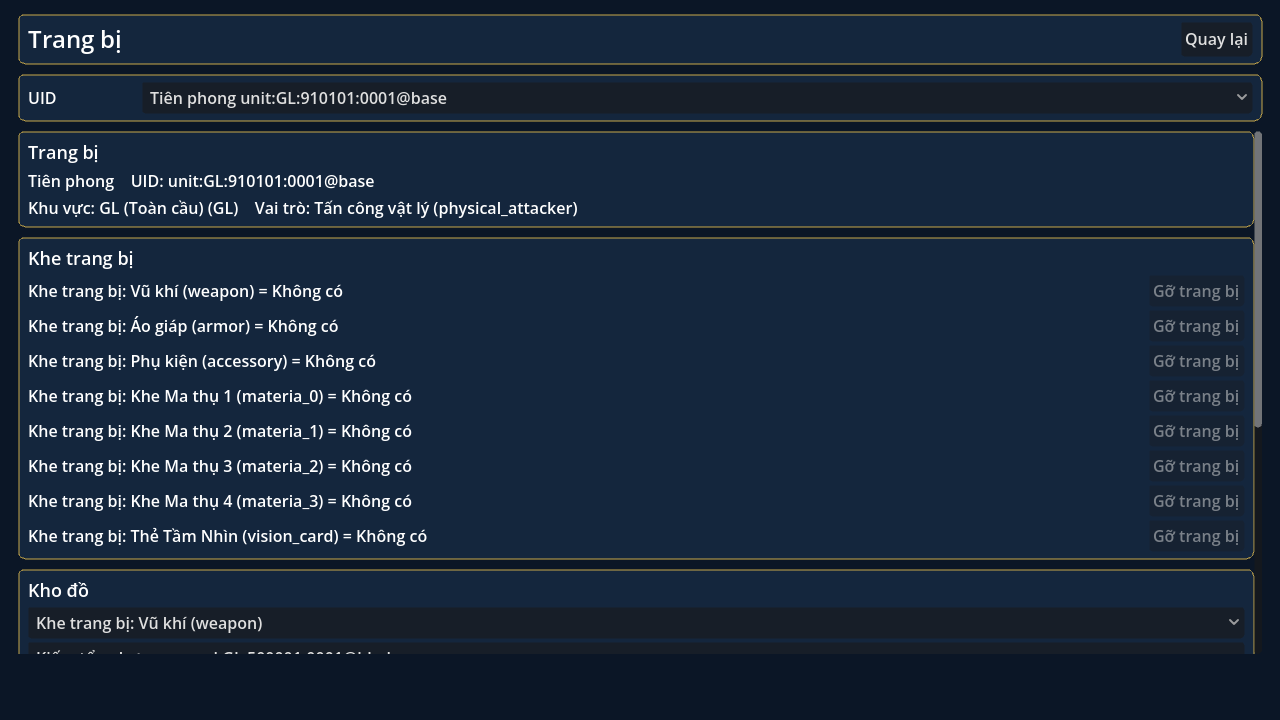 Trang bị
Quay lại
UID
Tiên phong unit:GL:910101:0001@base
Trang bị
Tiên phong UID: unit:GL:910101:0001@base
Khu vực: GL (Toàn cầu) (GL) Vai trò: Tấn công vật lý (physical_attacker)
Khe trang bị
Khe trang bị: Vũ khí (weapon) = Không có
Gỡ trang bị
Khe trang bị: Áo giáp (armor) = Không có
Gỡ trang bị
Khe trang bị: Phụ kiện (accessory) = Không có
Gỡ trang bị
Khe trang bị: Khe Ma thụ 1 (materia_0) = Không có
Gỡ trang bị
Khe trang bị: Khe Ma thụ 2 (materia_1) = Không có
Gỡ trang bị
Khe trang bị: Khe Ma thụ 3 (materia_2) = Không có
Gỡ trang bị
Khe trang bị: Khe Ma thụ 4 (materia_3) = Không có
Gỡ trang bị
Khe trang bị: Thẻ Tầm Nhìn (vision_card) = Không có
Gỡ trang bị
Kho đồ
Khe trang bị: Vũ khí (weapon)